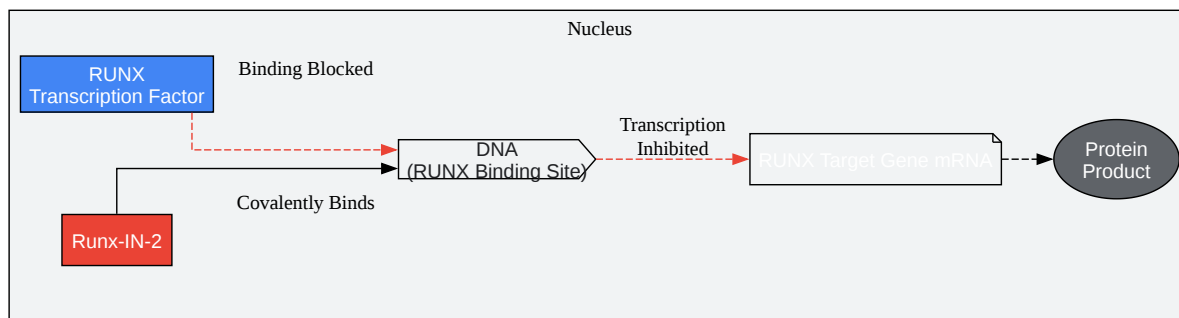 Nucleus
RUNX
Transcription Factor
Binding Blocked
DNA
(RUNX Binding Site)
Transcription
Inhibited
RUNX Target Gene mRNA
Protein
Product
Covalently Binds
Runx-IN-2